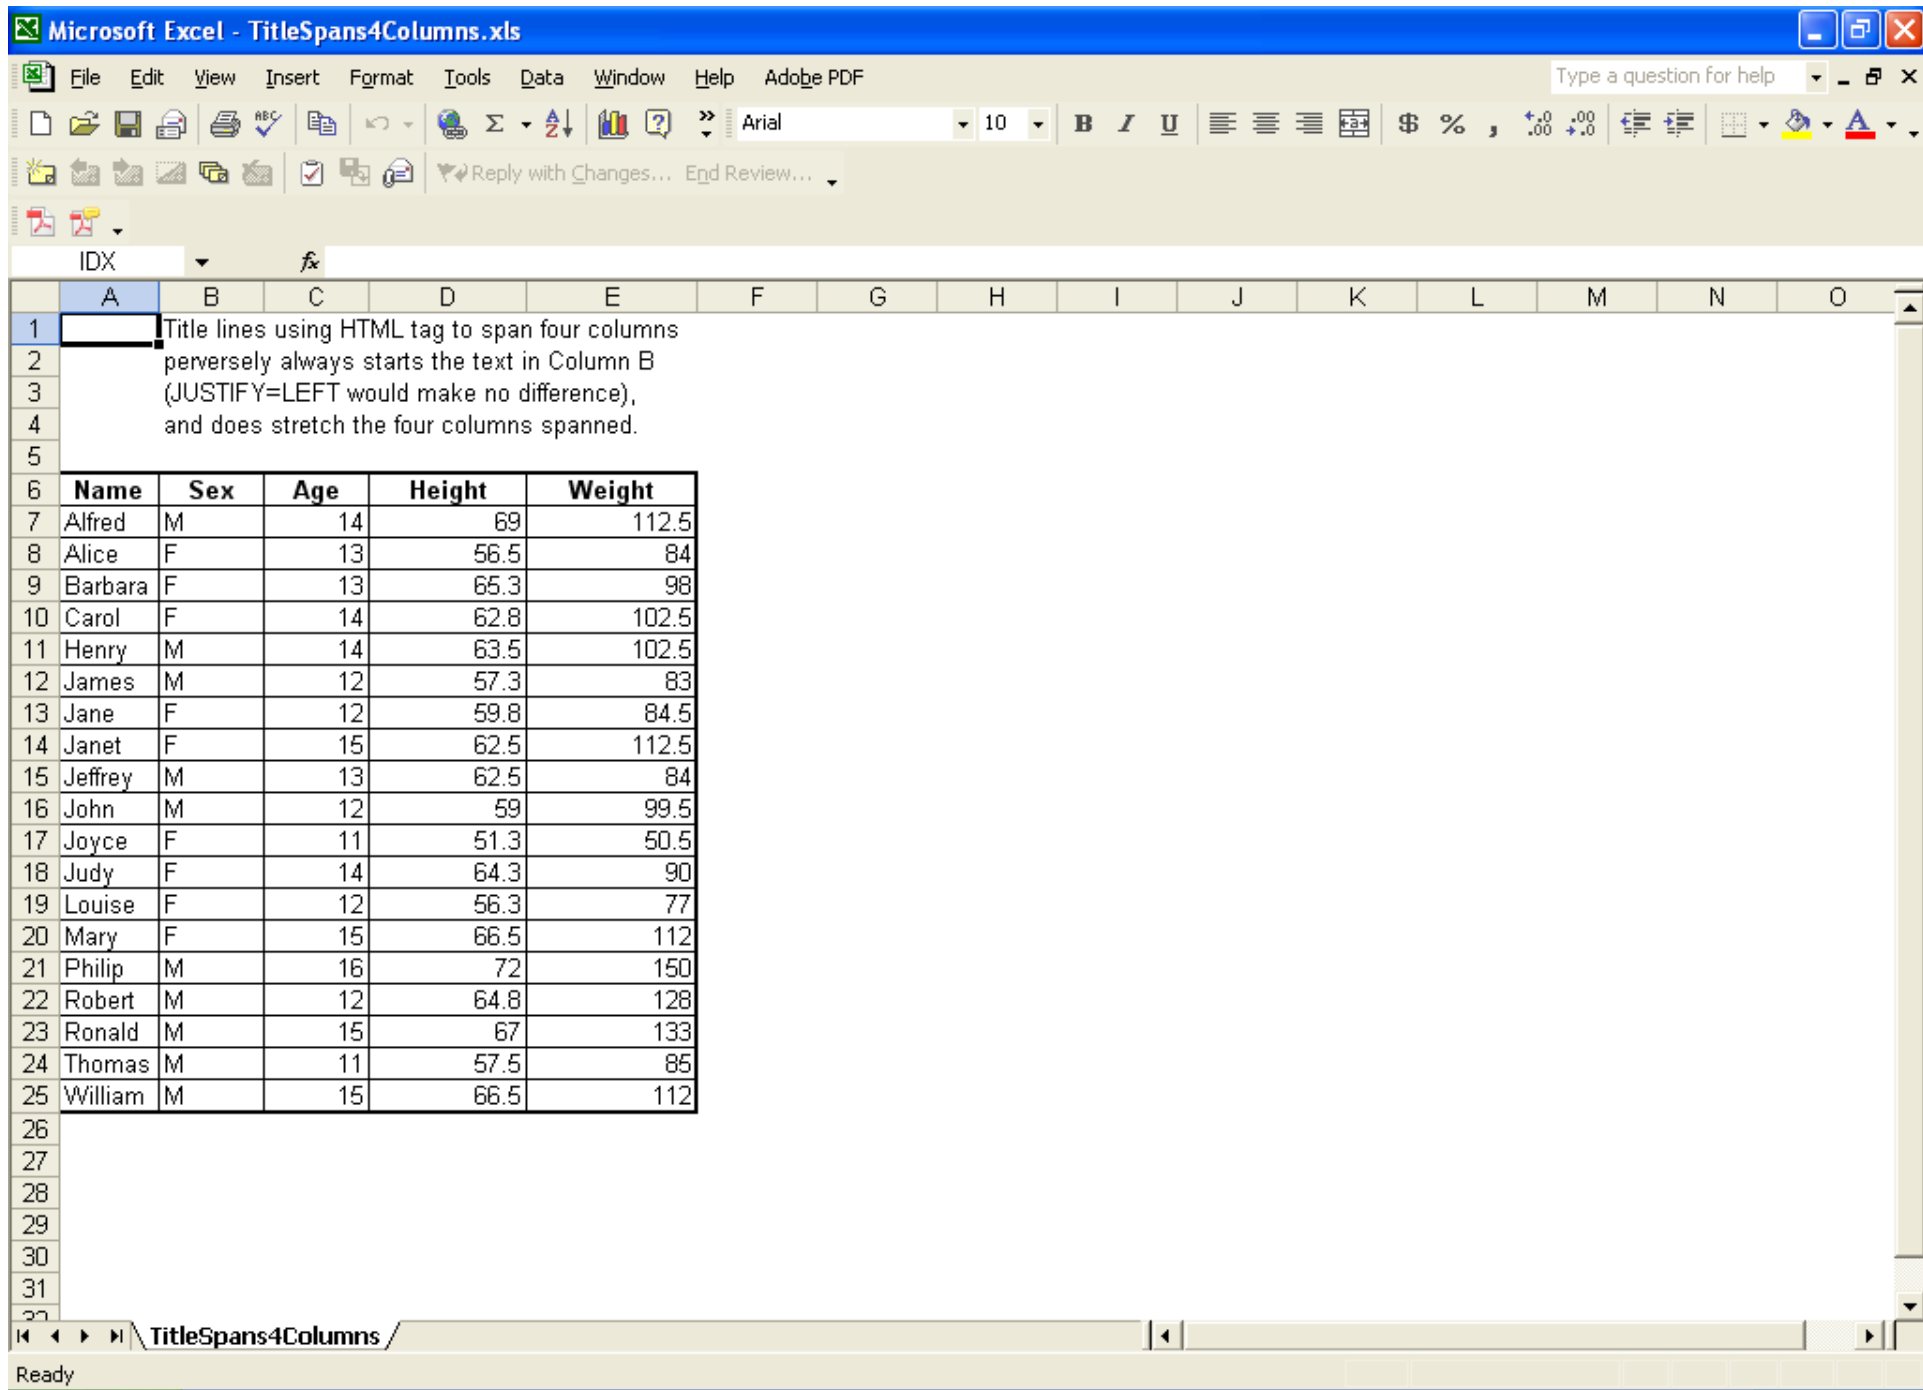 Microsoft Excel - TitleSpans4Columns.xls
File Edit View Insert Format Tools Data Window Help Adobe PDF Type a question for help
Arial 10 B I U $ % ,
Reply with Changes... End Review...
IDX fx
A B C D E F G H I J K L M N O
1 Title lines using HTML tag to span four columns
2 perversely always starts the text in Column B
3 (JUSTIFY=LEFT would make no difference),
4 and does stretch the four columns spanned.
5
6 Name Sex Age Height Weight
7 Alfred M 14 69 112.5
8 Alice F 13 56.5 84
9 Barbara F 13 65.3 98
10 Carol F 14 62.8 102.5
11 Henry M 14 63.5 102.5
12 James M 12 57.3 83
13 Jane F 12 59.8 84.5
14 Janet F 15 62.5 112.5
15 Jeffrey M 13 62.5 84
16 John M 12 59 99.5
17 Joyce F 11 51.3 50.5
18 Judy F 14 64.3 90
19 Louise F 12 56.3 77
20 Mary F 15 66.5 112
21 Philip M 16 72 150
22 Robert M 12 64.8 128
23 Ronald M 15 67 133
24 Thomas M 11 57.5 85
25 William M 15 66.5 112
26
27
28
29
30
31
TitleSpans4Columns
Ready